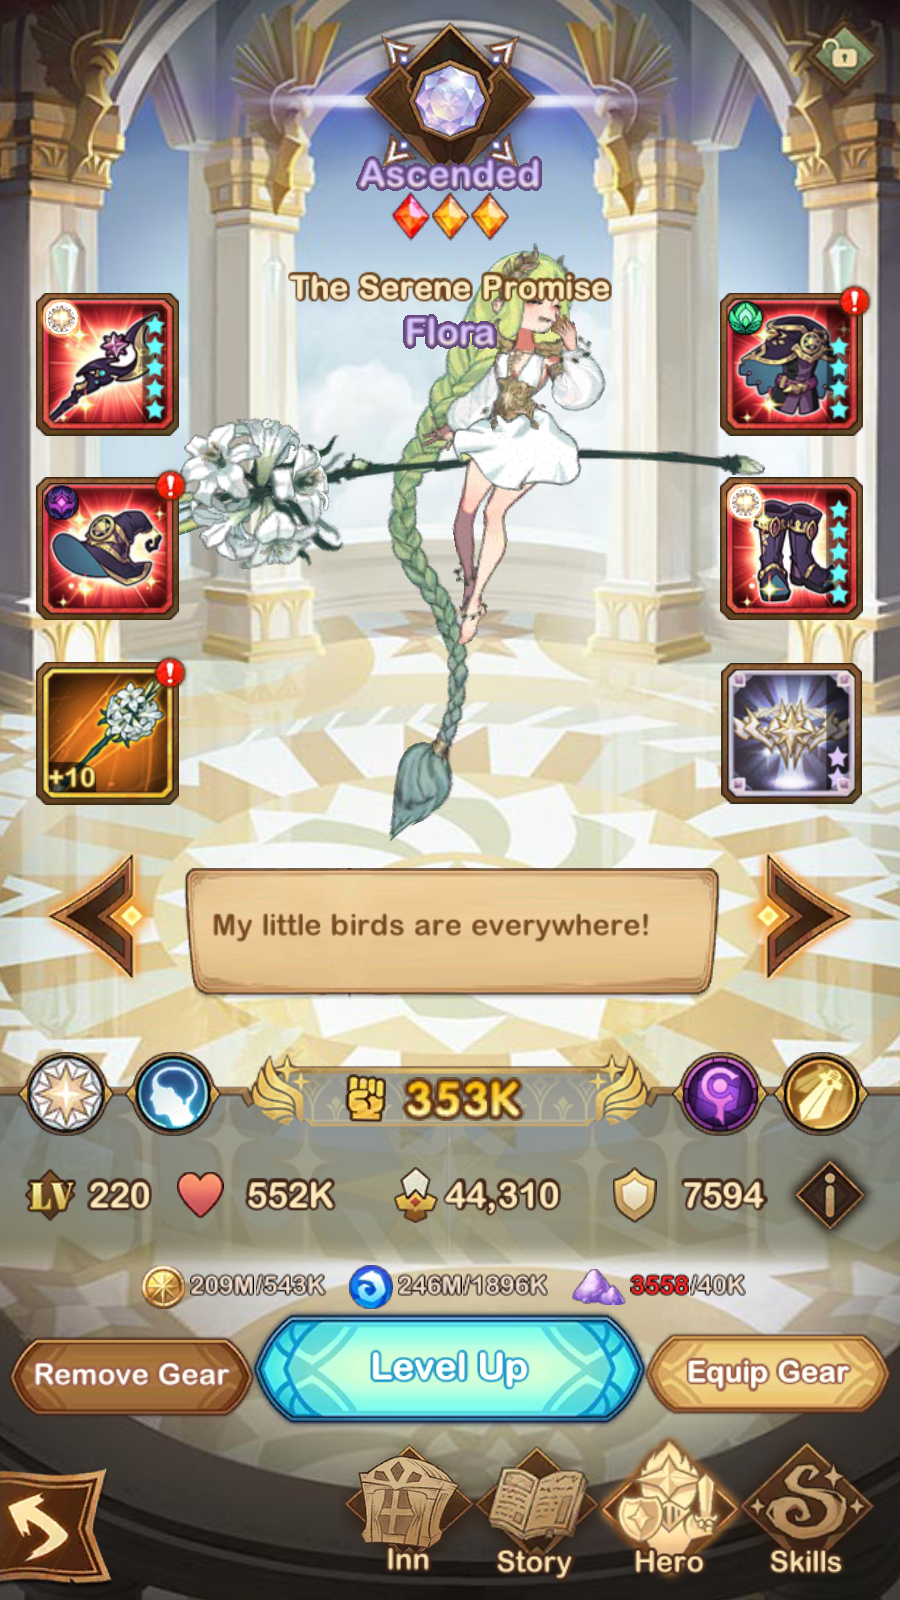 Ascended
The Serene Promise
Flora
!
!
!
+10
My little birds are everywhere!
353K
LV 220 552K 44,310 7594
209M/543K 246M/1896K 3558/40K
Remove Gear Level Up Equip Gear
Inn Story Hero Skills